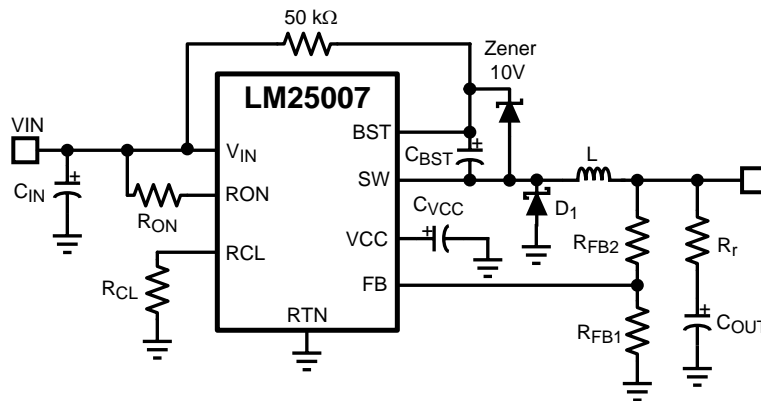 50 kΩ
Zener
10V
LM25007
VIN
BST
VIN
CBST
SW
L
CIN
RON
RON
D1
CVCC
VCC
RFB2
Rr
RCL
RCL
FB
RTN
RFB1
COUT